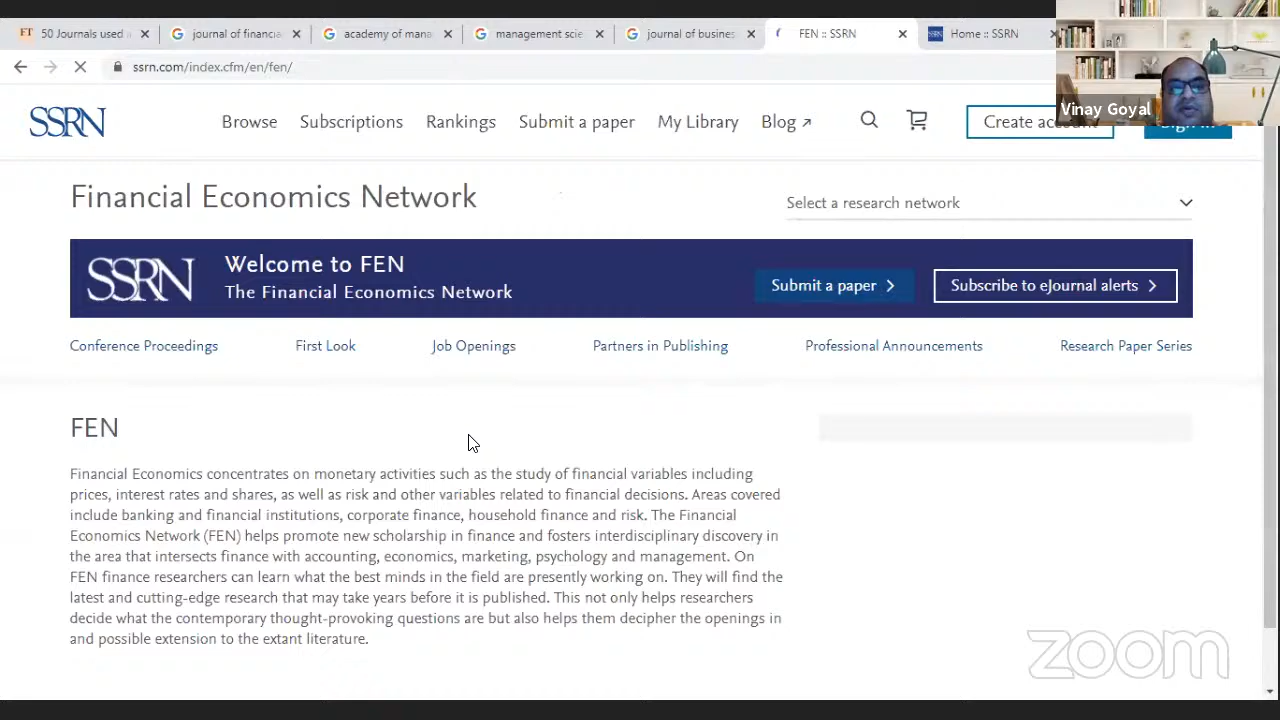 FT 50 Journals used
journal of financia
academy of mana
management scie
journal of busines
FEN :: SSRN
SSRN Home :: SSRN
ssrn.com/index.cfm/en/fen/
Vinay Goyal
SSRN
Browse Subscriptions Rankings Submit a paper My Library Blog ↗
Create acc
Financial Economics Network
Select a research network
SSRN
Welcome to FEN
The Financial Economics Network
Submit a paper
Subscribe to eJournal alerts
Conference Proceedings First Look Job Openings Partners in Publishing Professional Announcements Research Paper Series
FEN
Financial Economics concentrates on monetary activities such as the study of financial variables including
prices, interest rates and shares, as well as risk and other variables related to financial decisions. Areas covered
include banking and financial institutions, corporate finance, household finance and risk. The Financial
Economics Network (FEN) helps promote new scholarship in finance and fosters interdisciplinary discovery in
the area that intersects finance with accounting, economics, marketing, psychology and management. On
FEN finance researchers can learn what the best minds in the field are presently working on. They will find the
latest and cutting-edge research that may take years before it is published. This not only helps researchers
decide what the contemporary thought-provoking questions are but also helps them decipher the openings in
and possible extension to the extant literature.
zoom